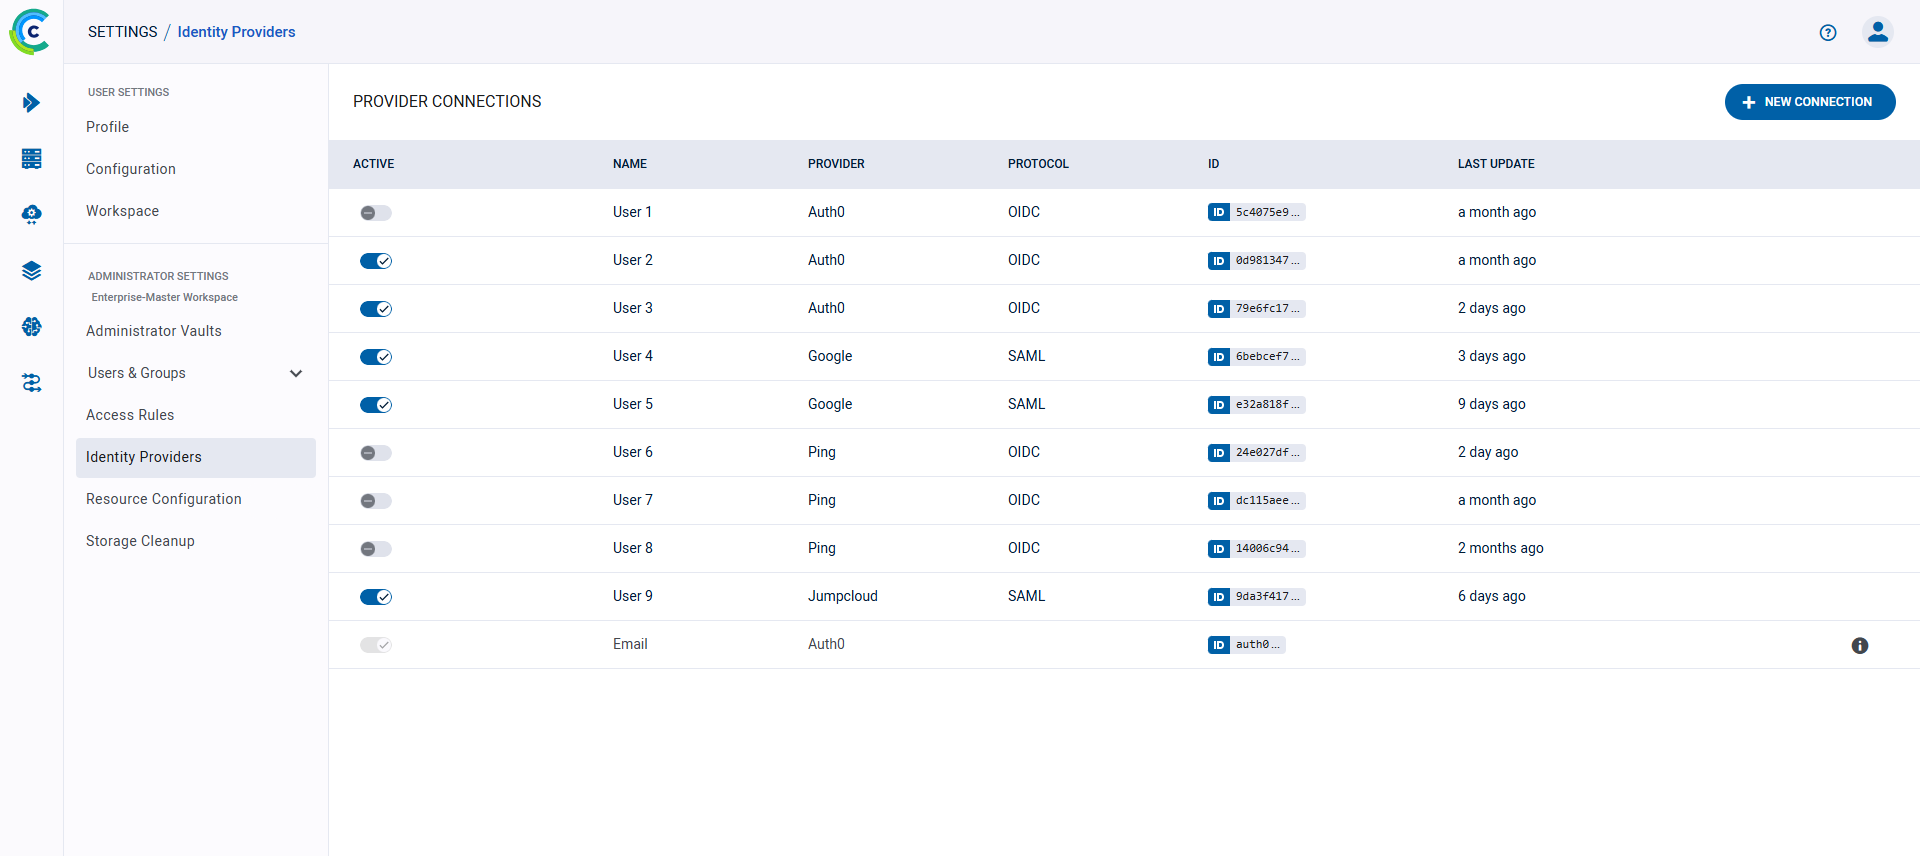 SETTINGS / Identity Providers
USER SETTINGS
Profile
Configuration
Workspace
ADMINISTRATOR SETTINGS
Enterprise-Master Workspace
Administrator Vaults
Users & Groups
Access Rules
Identity Providers
Resource Configuration
Storage Cleanup
PROVIDER CONNECTIONS
+ NEW CONNECTION
ACTIVE NAME PROVIDER PROTOCOL ID LAST UPDATE
User 1 Auth0 OIDC ID 5c4075e9... a month ago
User 2 Auth0 OIDC ID 0d981347... a month ago
User 3 Auth0 OIDC ID 79e6fc17... 2 days ago
User 4 Google SAML ID 6bebcef7... 3 days ago
User 5 Google SAML ID e32a818f... 9 days ago
User 6 Ping OIDC ID 24e027df... 2 day ago
User 7 Ping OIDC ID dc115aee... a month ago
User 8 Ping OIDC ID 14006c94... 2 months ago
User 9 Jumpcloud SAML ID 9da3f417... 6 days ago
Email Auth0 ID auth0...